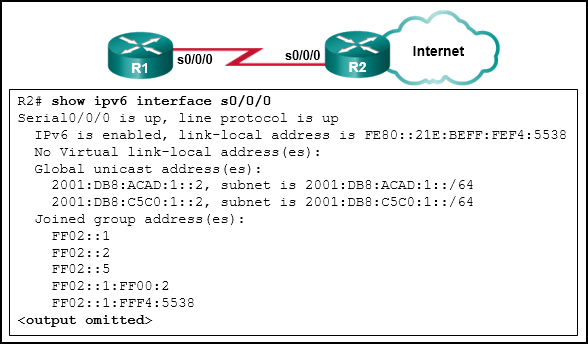 R1
s0/0/0
s0/0/0
R2
Internet
R2# show ipv6 interface s0/0/0
Serial0/0/0 is up, line protocol is up
IPv6 is enabled, link-local address is FE80::21E:BEFF:FEF4:5538
No Virtual link-local address(es):
Global unicast address(es):
2001:DB8:ACAD:1::2, subnet is 2001:DB8:ACAD:1::/64
2001:DB8:C5C0:1::2, subnet is 2001:DB8:C5C0:1::/64
Joined group address(es):
FF02::1
FF02::2
FF02::5
FF02::1:FF00:2
FF02::1:FFF4:5538
<output omitted>